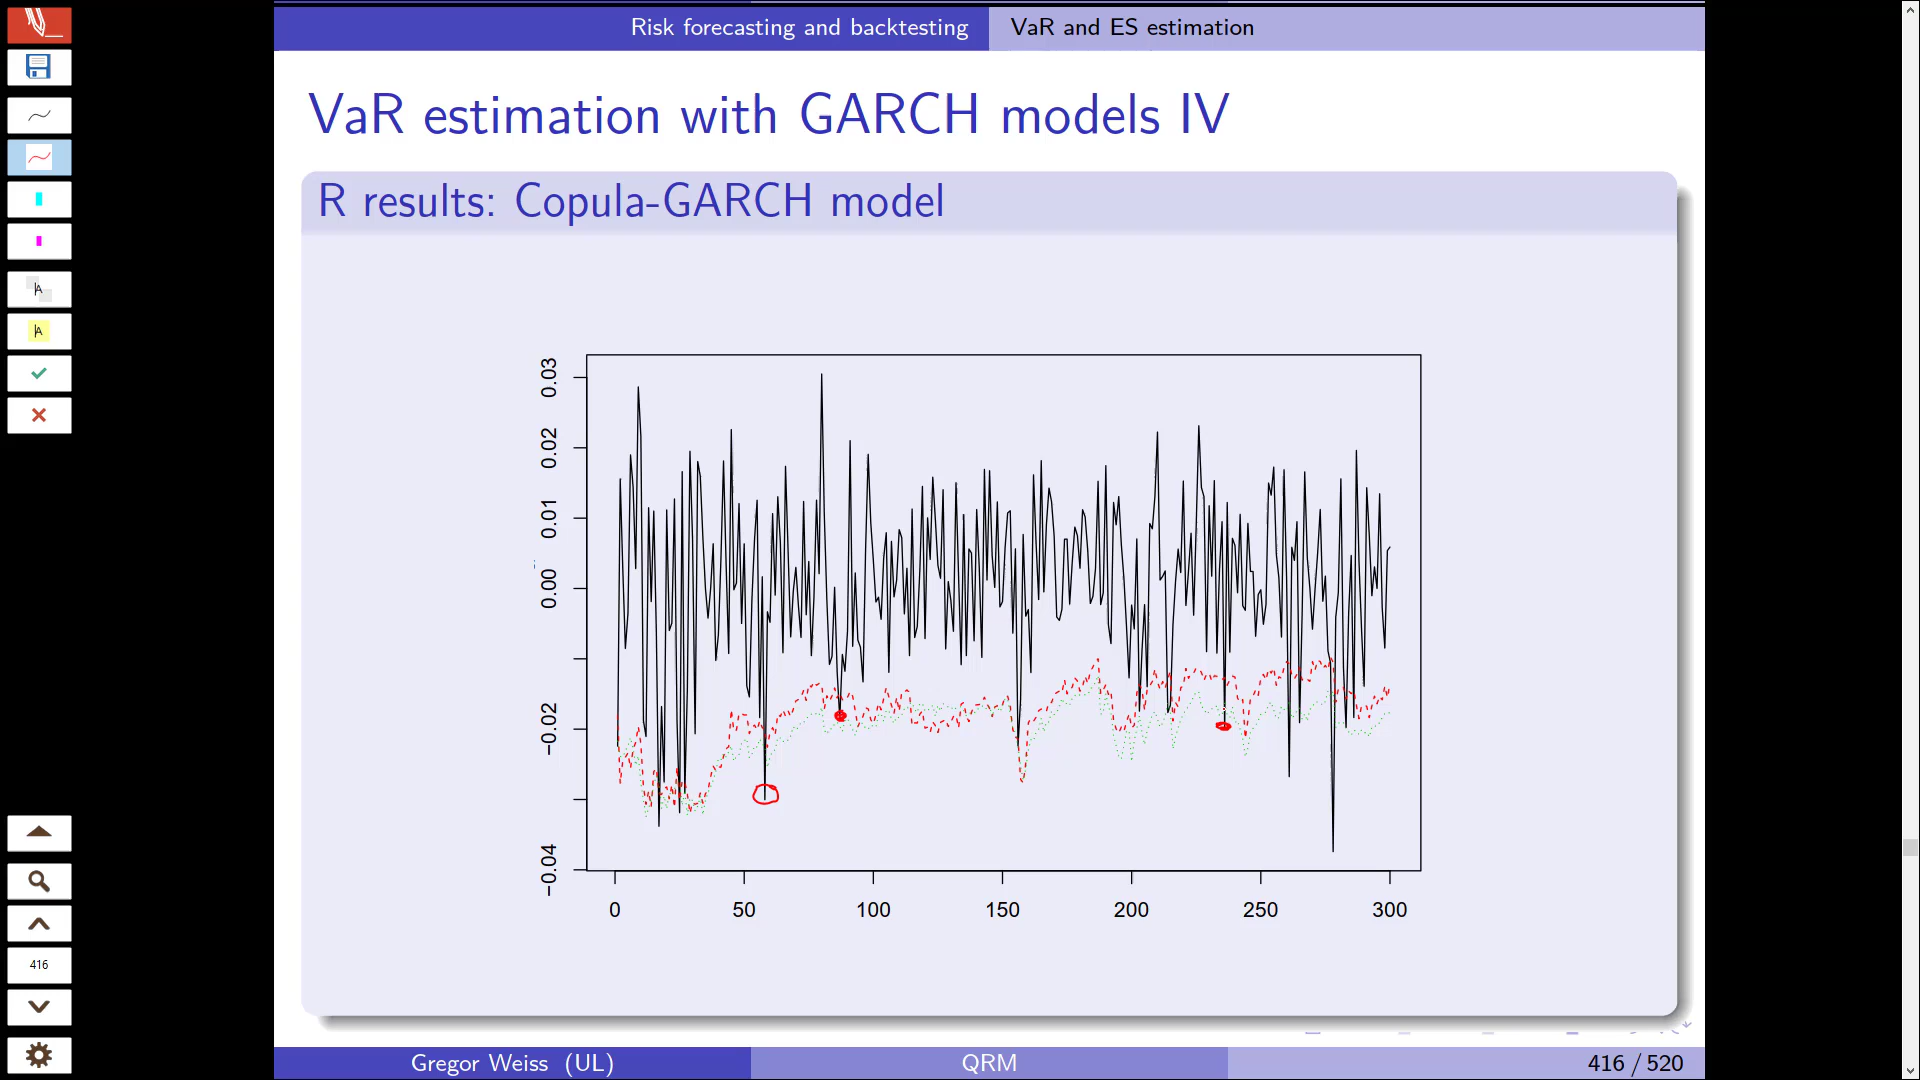 Risk forecasting and backtesting VaR and ES estimation
VaR estimation with GARCH models IV
R results: Copula-GARCH model
0.03
0.02
0.01
0.00
−0.02
−0.04
0 50 100 150 200 250 300
A
A
416
Gregor Weiss (UL) QRM 416 / 520